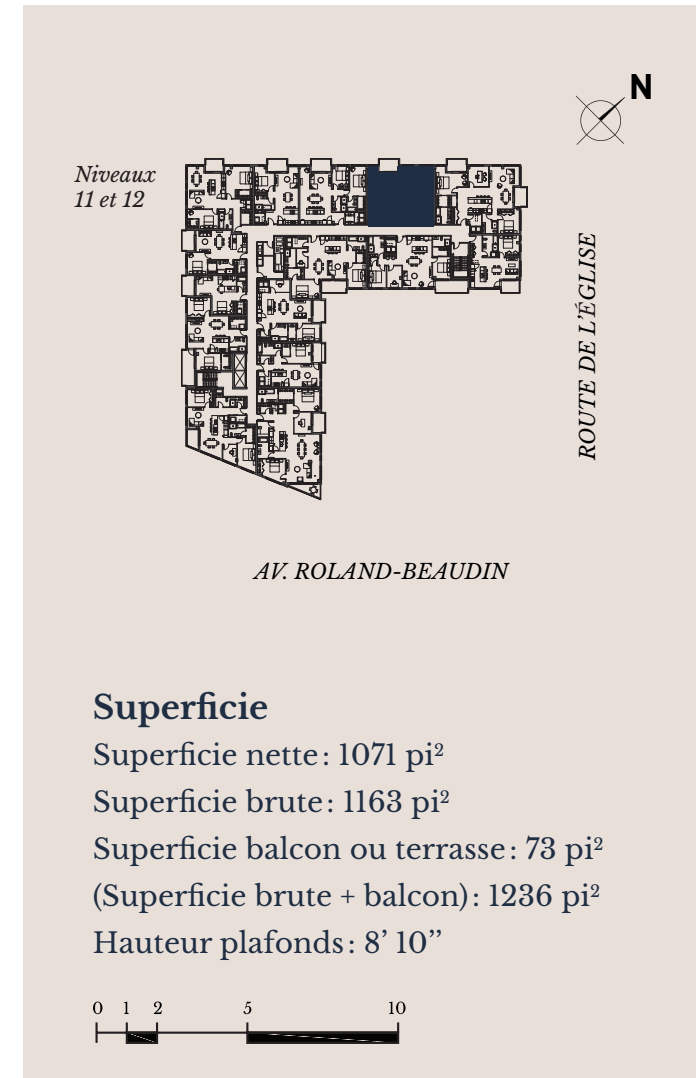 N
Niveaux
11 et 12
ROUTE DE L'ÉGLISE
AV. ROLAND-BEAUDIN
Superficie
Superficie nette : 1071 pi²
Superficie brute : 1163 pi²
Superficie balcon ou terrasse : 73 pi²
(Superficie brute + balcon) : 1236 pi²
Hauteur plafonds : 8’ 10’’
0 1 2 5 10